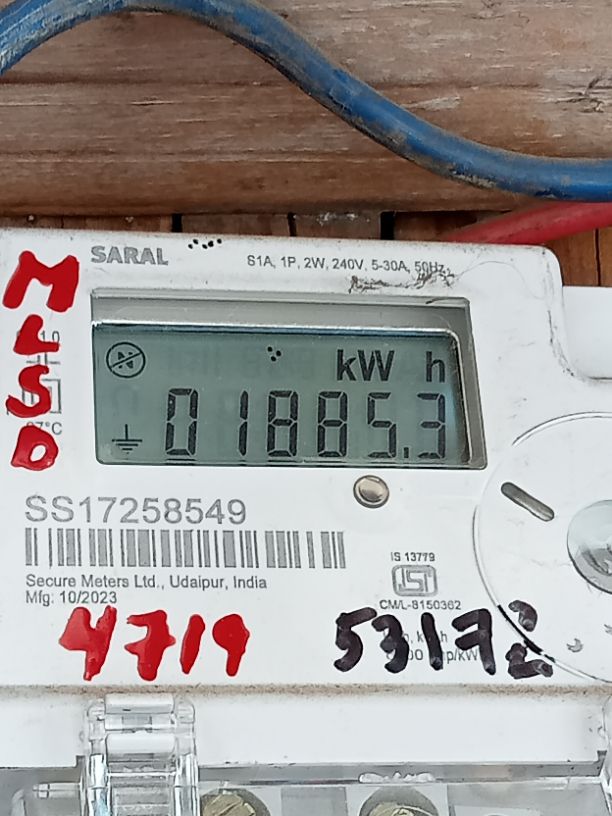 SARAL
S1A, 1P, 2W, 240V, 5-30A, 50Hz
MLSD
kW h
01885.3
SS17258549
Secure Meters Ltd., Udaipur, India
Mfg: 10/2023
IS 13779
ISI
CM/L-8150362
4719
53172